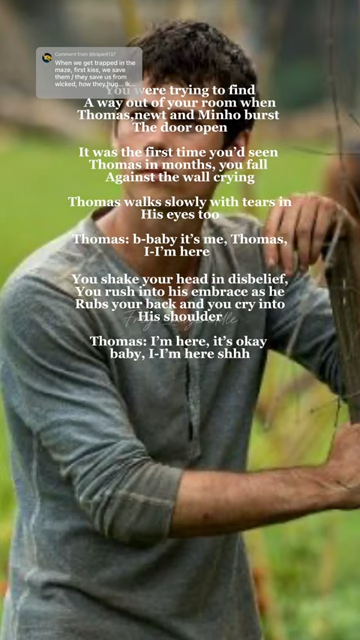 When we get trapped in the
maze, first kiss, we save
them / they save us from
wicked, how they hug...
You were trying to find
A way out of your room when
Thomas,newt and Minho burst
The door open
It was the first time you'd seen
Thomas in months, you fall
Against the wall crying
Thomas walks slowly with tears in
His eyes too
Thomas: b-baby it's me, Thomas,
I-I'm here
You shake your head in disbelief,
You rush into his embrace as he
Rubs your back and you cry into
His shoulder
Thomas: I'm here, it's okay
baby, I-I'm here shhh